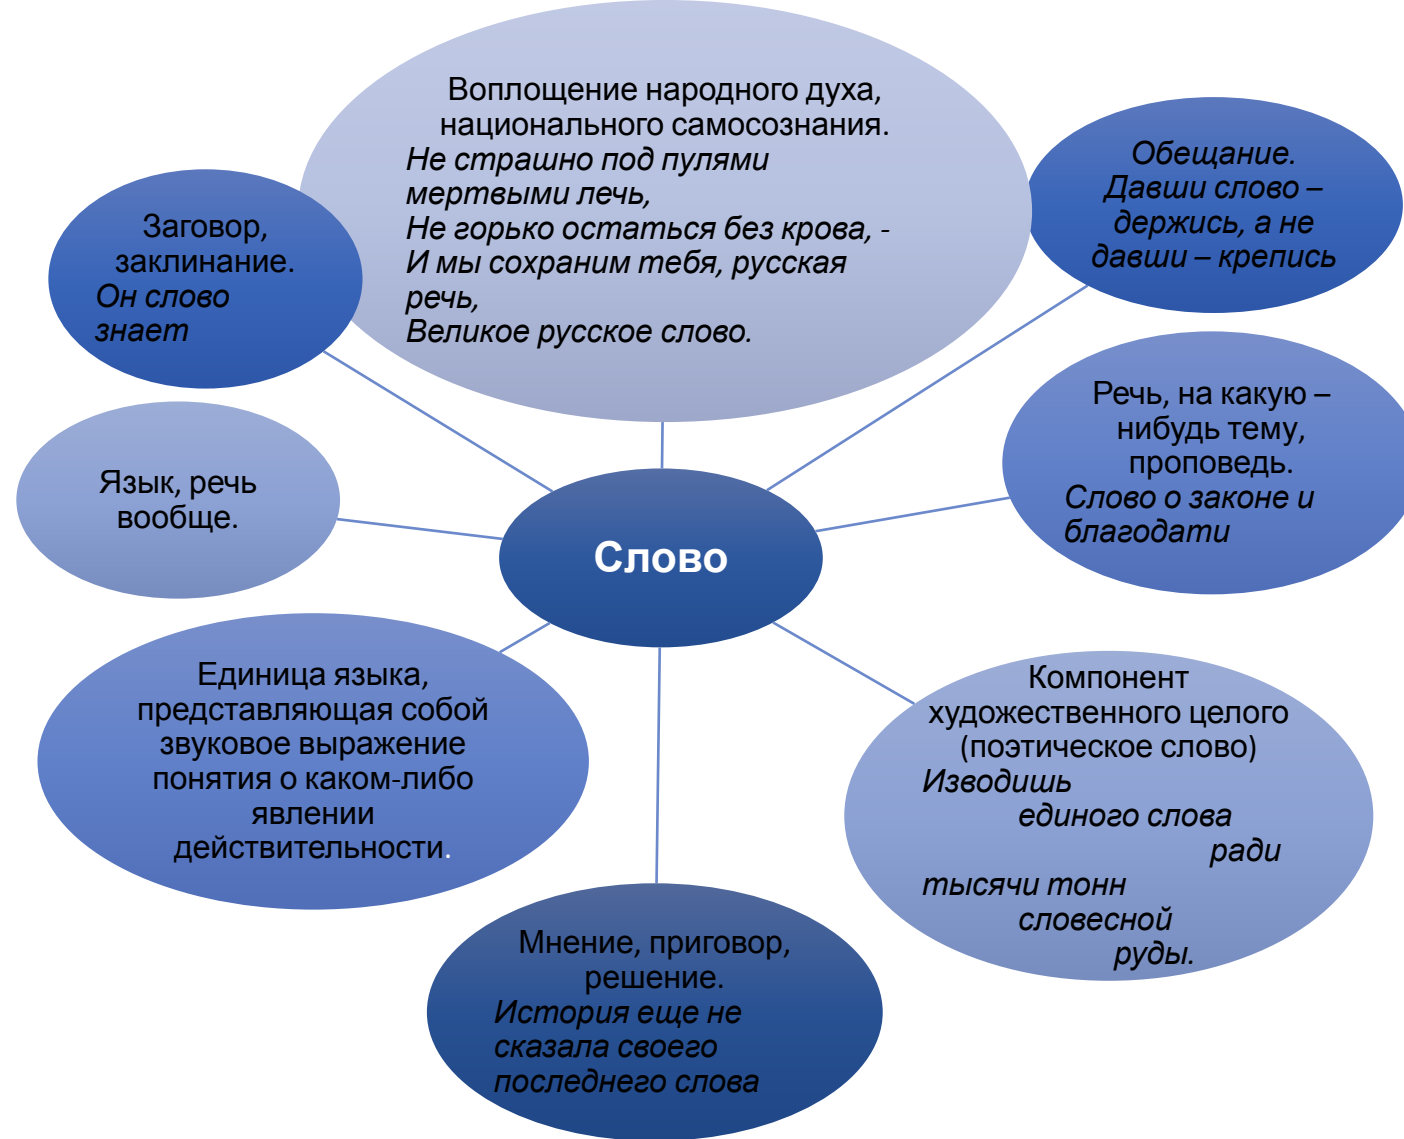 Воплощение народного духа,
национального самосознания.
Не страшно под пулями
мертвыми лечь,
Не горько остаться без крова, -
И мы сохраним тебя, русская
речь,
Великое русское слово.
Обещание.
Давши слово –
держись, а не
давши – крепись
Заговор,
заклинание.
Он слово
знает
Речь, на какую –
нибудь тему,
проповедь.
Слово о законе и
благодати
Язык, речь
вообще.
Слово
Единица языка,
представляющая собой
звуковое выражение
понятия о каком-либо
явлении
действительности.
Компонент
художественного целого
(поэтическое слово)
Изводишь
единого слова
ради
тысячи тонн
словесной
руды.
Мнение, приговор,
решение.
История еще не
сказала своего
последнего слова